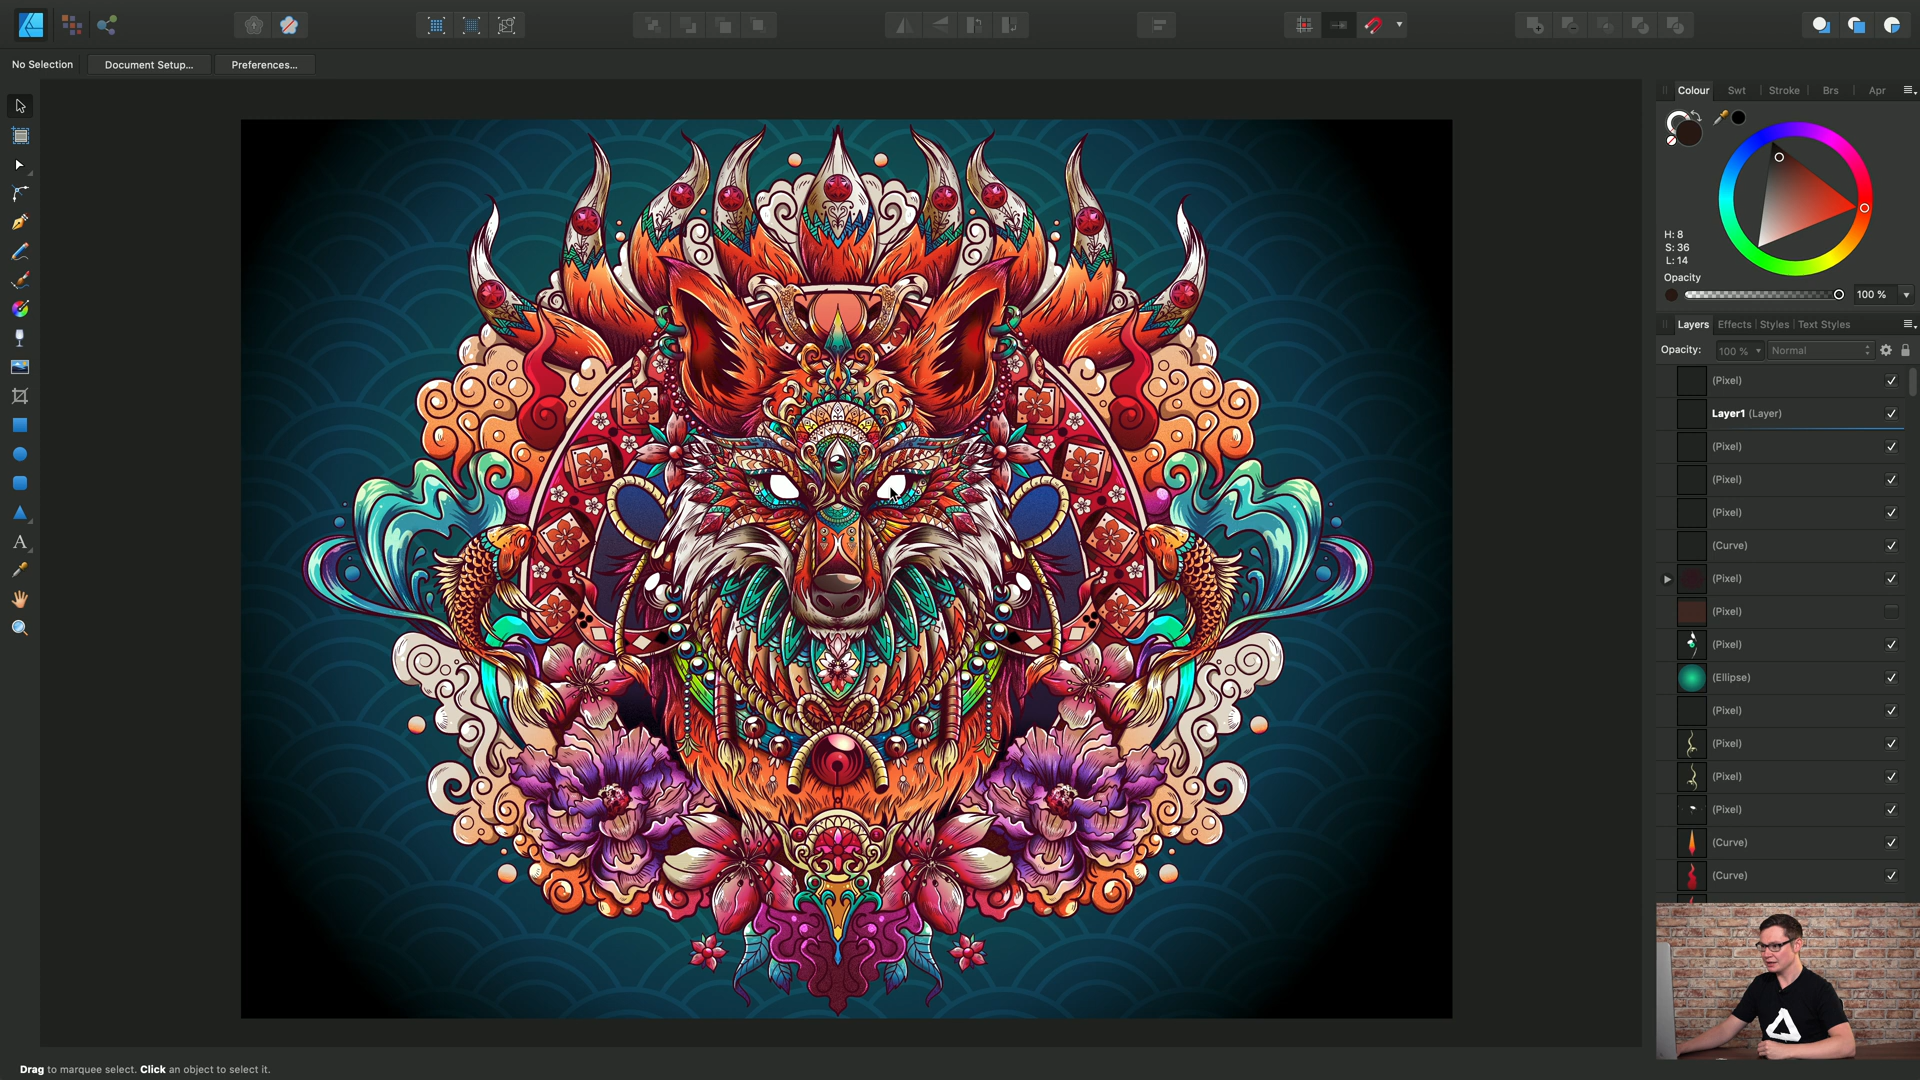 No Selection
Document Setup...
Preferences...
Colour
Swt
Stroke
Brs
Apr
H: 8
S: 36
L: 14
Opacity
100 %
Layers
Effects
Styles
Text Styles
Opacity:
100 %
Normal
(Pixel)
Layer1 (Layer)
(Pixel)
(Pixel)
(Pixel)
(Curve)
(Pixel)
(Pixel)
(Pixel)
(Ellipse)
(Pixel)
(Pixel)
(Pixel)
(Pixel)
(Curve)
(Curve)
A
Drag to marquee select. Click an object to select it.